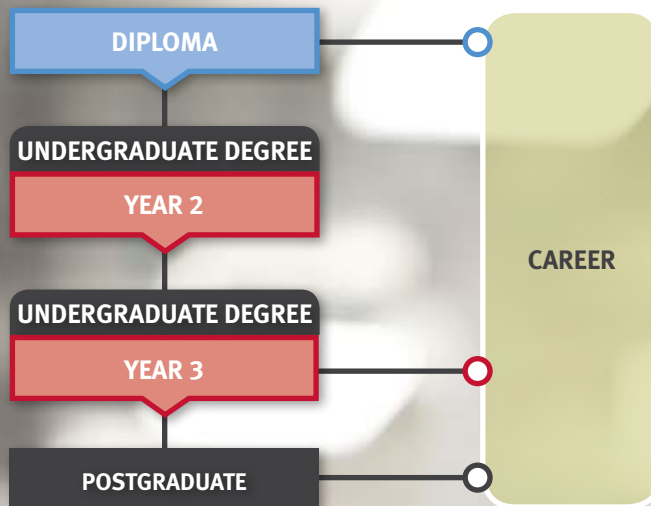 DIPLOMA
UNDERGRADUATE DEGREE
YEAR 2
UNDERGRADUATE DEGREE
YEAR 3
POSTGRADUATE
CAREER